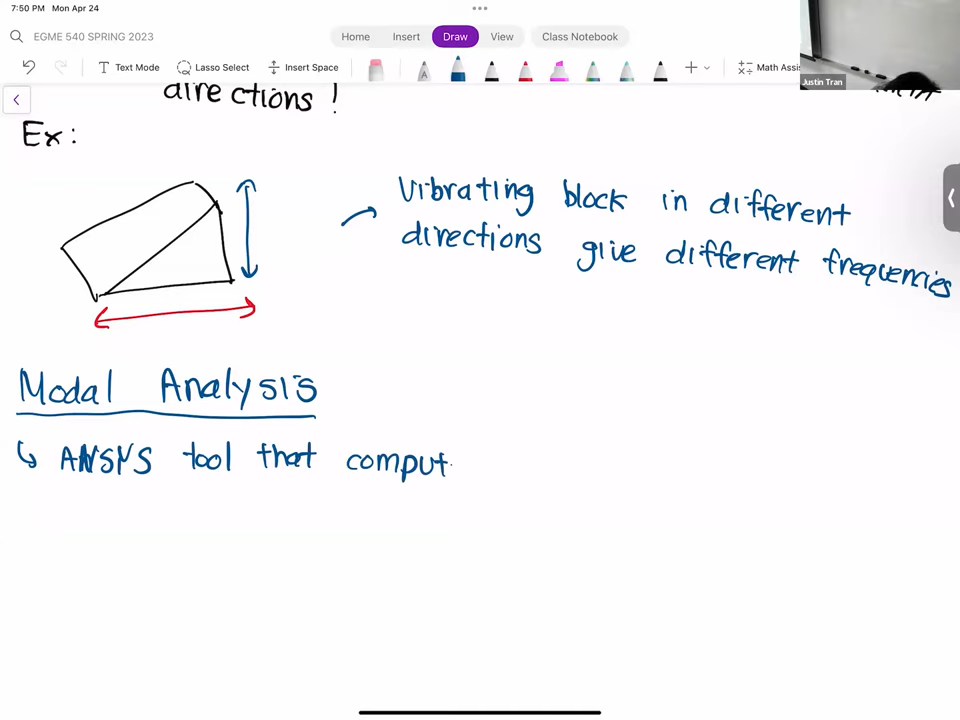 7:50 PM Mon Apr 24
EGME 540 SPRING 2023
Home Insert Draw View Class Notebook
Text Mode Lasso Select Insert Space Math Assis
Justin Tran
directions !
Ex:
Vibrating block in different
directions give different frequencies
Modal Analysis
ANSYS tool that comput